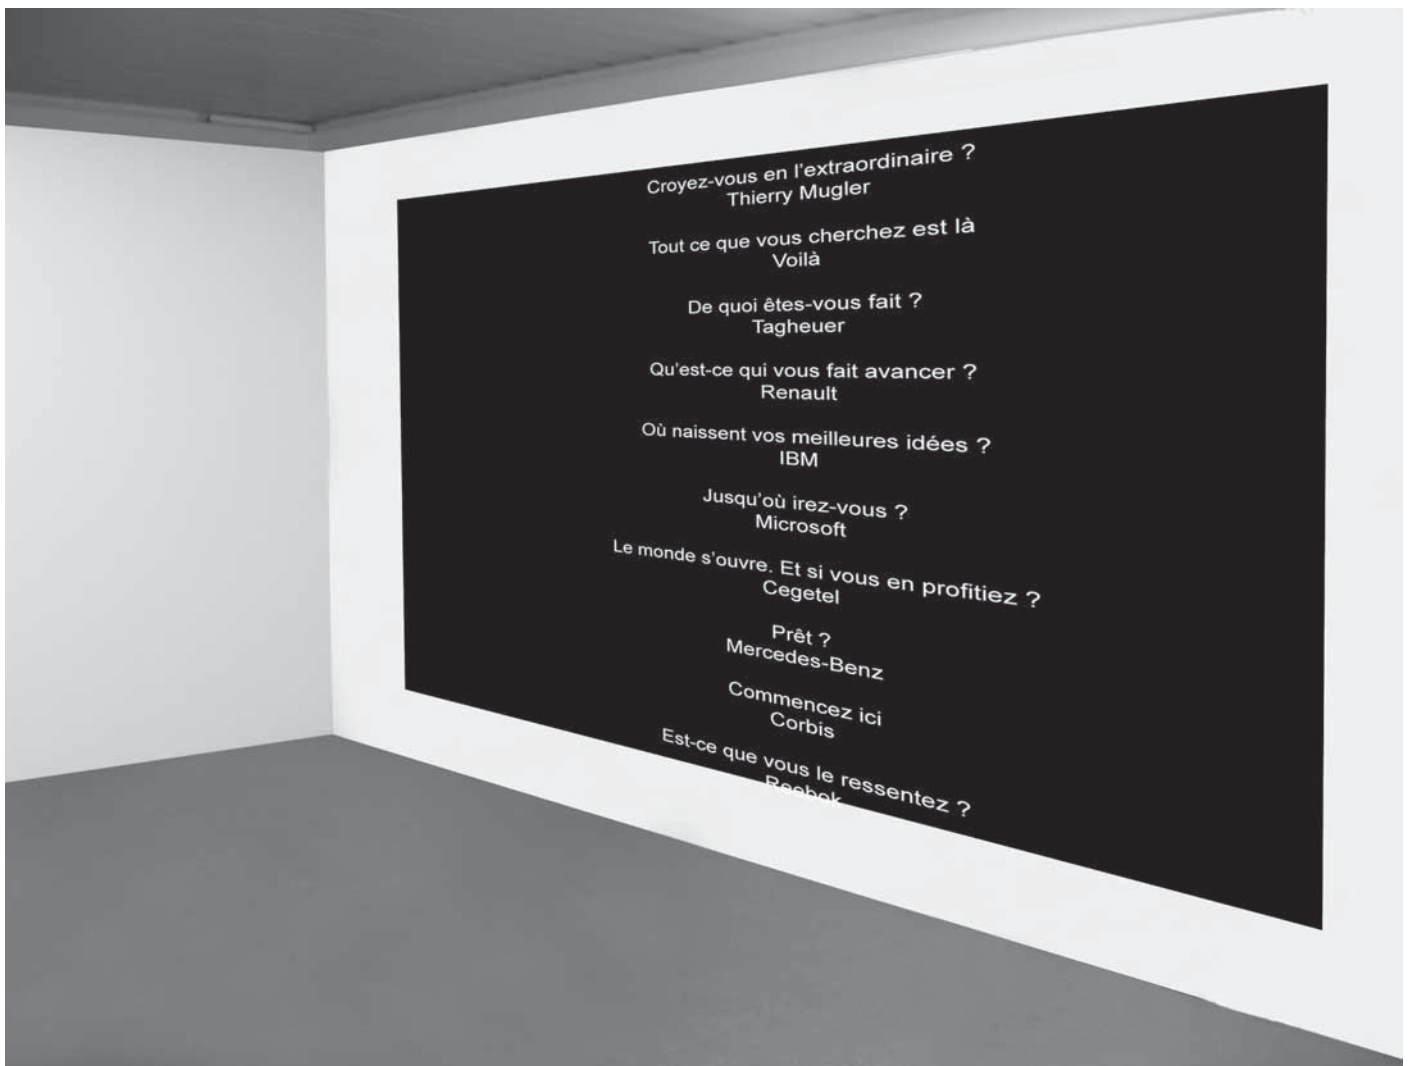 Croyez-vous en l'extraordinaire ?
Thierry Mugler
Tout ce que vous cherchez est là
Voilà
De quoi êtes-vous fait ?
Tagheuer
Qu'est-ce qui vous fait avancer ?
Renault
Où naissent vos meilleures idées ?
IBM
Jusqu'où irez-vous ?
Microsoft
Le monde s'ouvre. Et si vous en profitiez ?
Cegetel
Prêt ?
Mercedes-Benz
Commencez ici
Corbis
Est-ce que vous le ressentez ?
Reebok